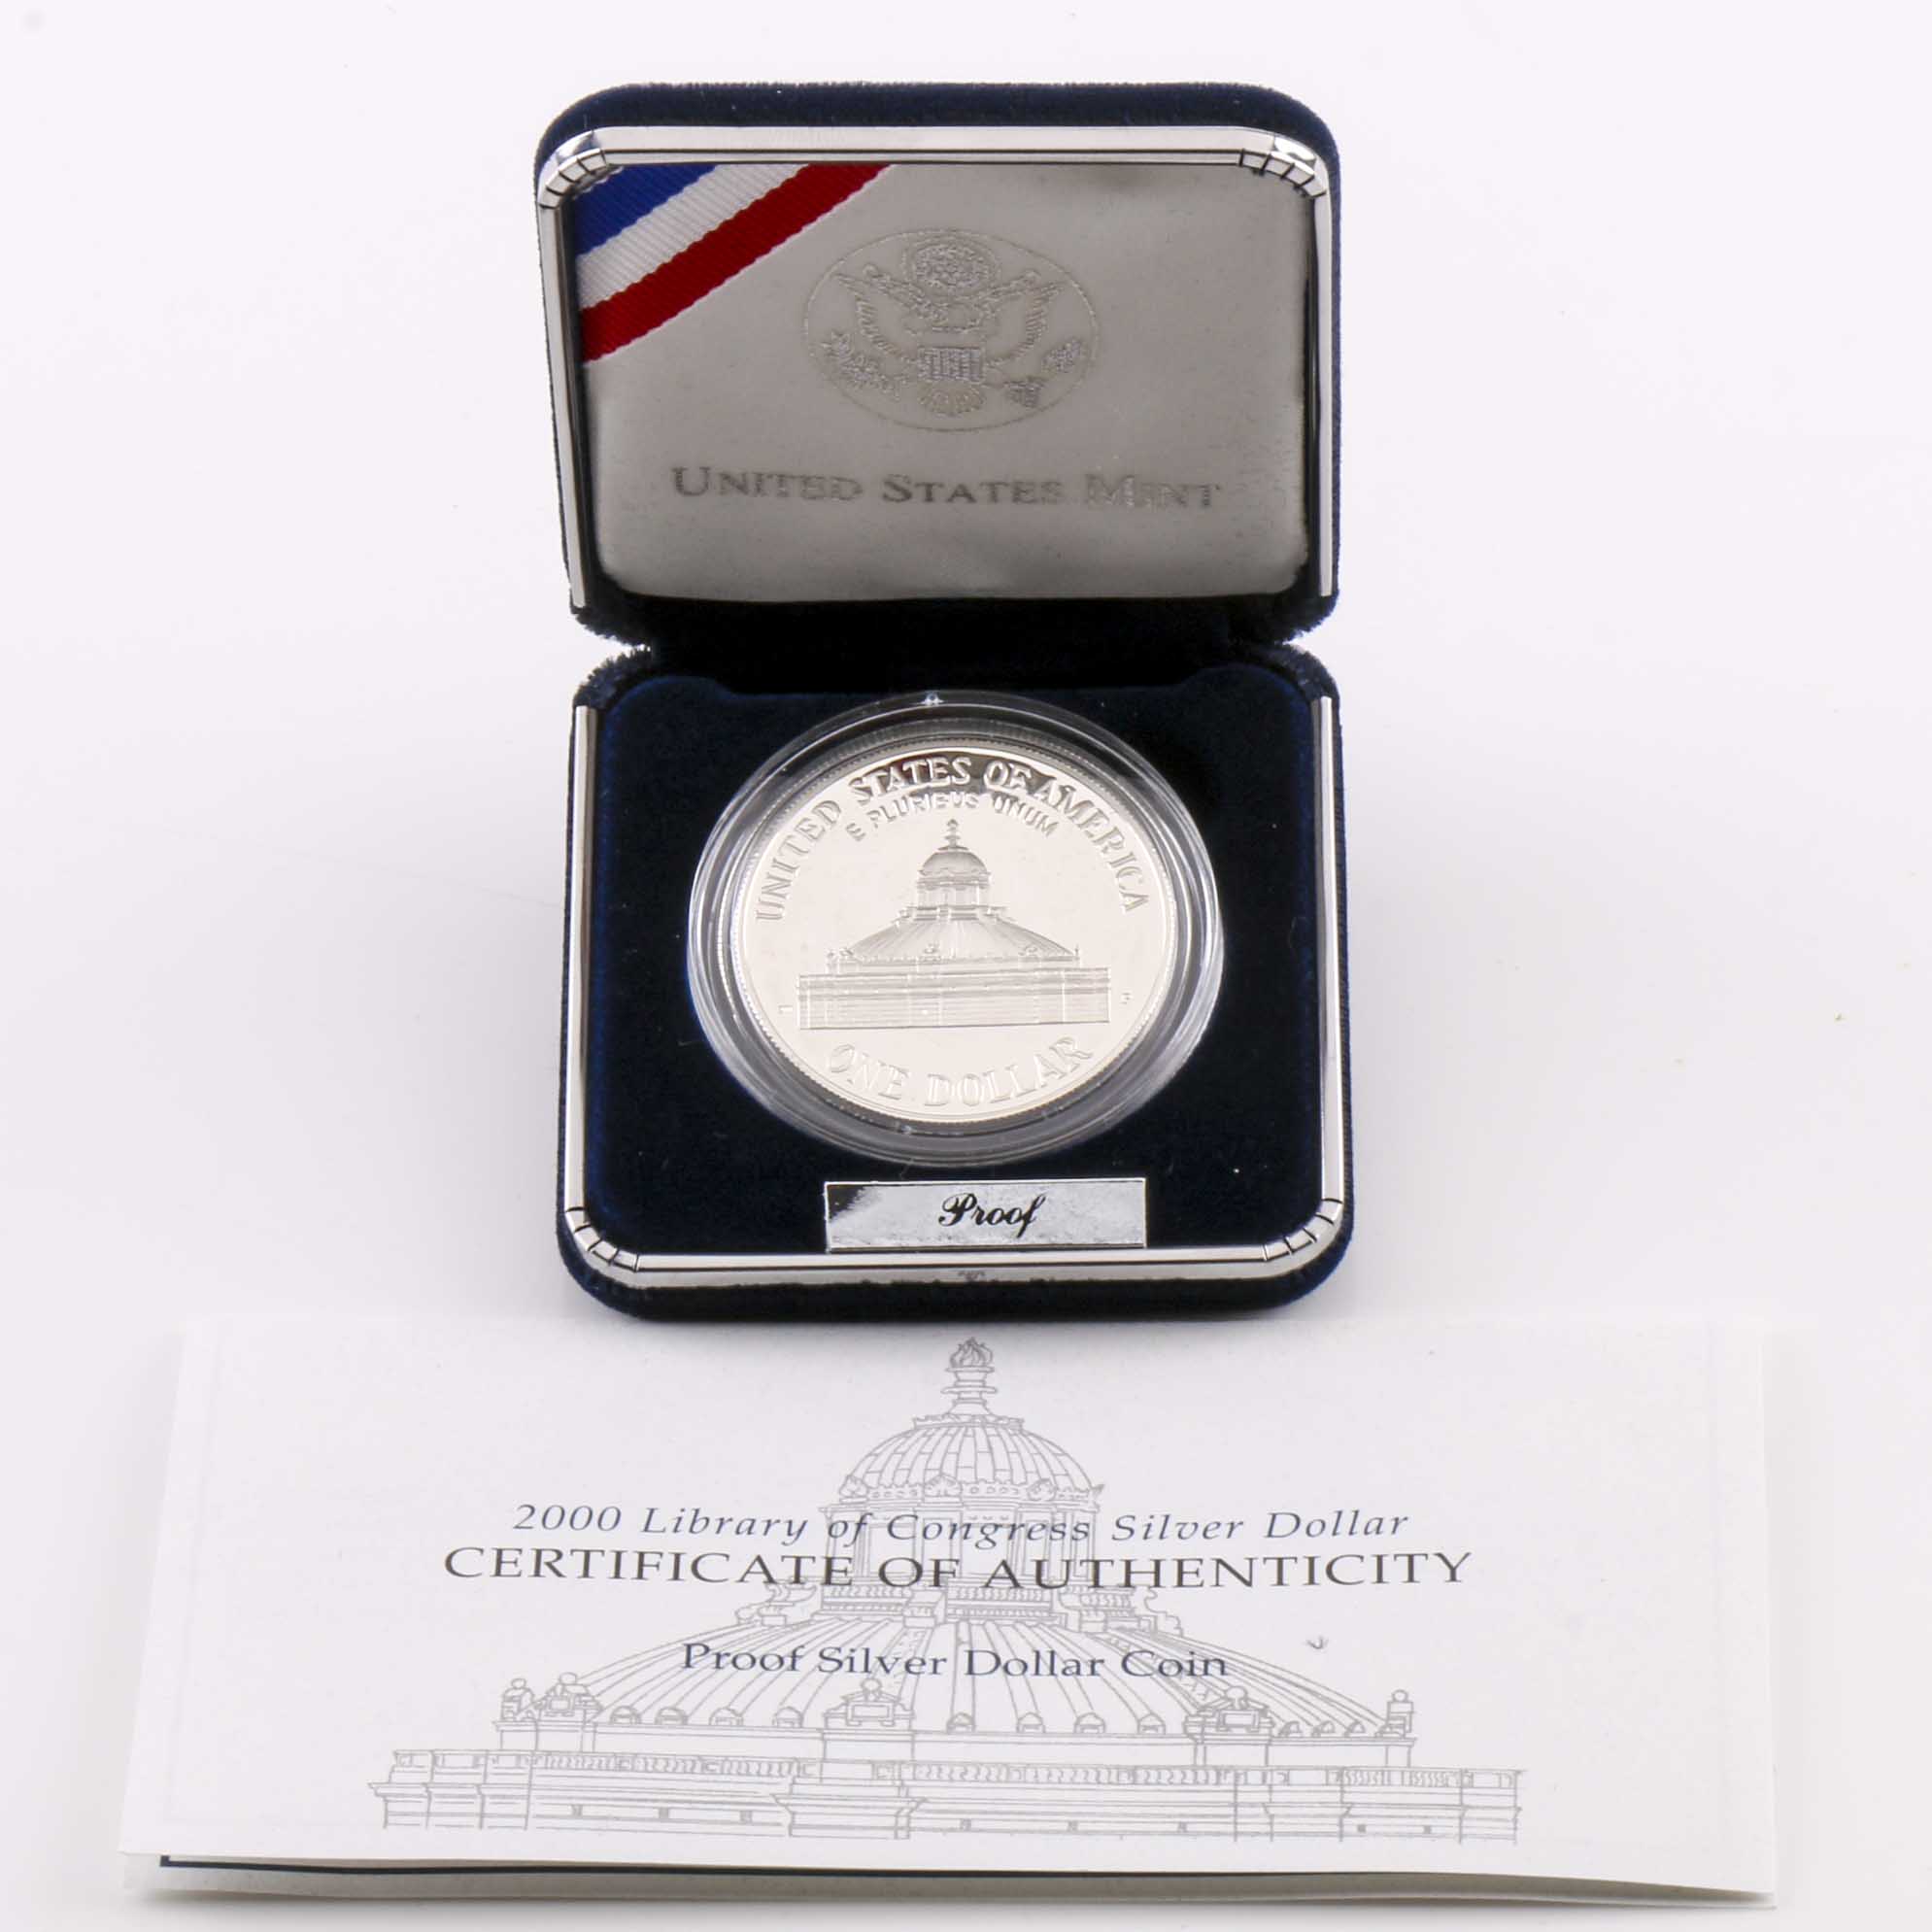 UNITED STATES MINT
UNITED STATES OF AMERICA
E PLURIBUS UNUM
ONE DOLLAR
Proof
2000 Library of Congress Silver Dollar
CERTIFICATE OF AUTHENTICITY
Proof Silver Dollar Coin